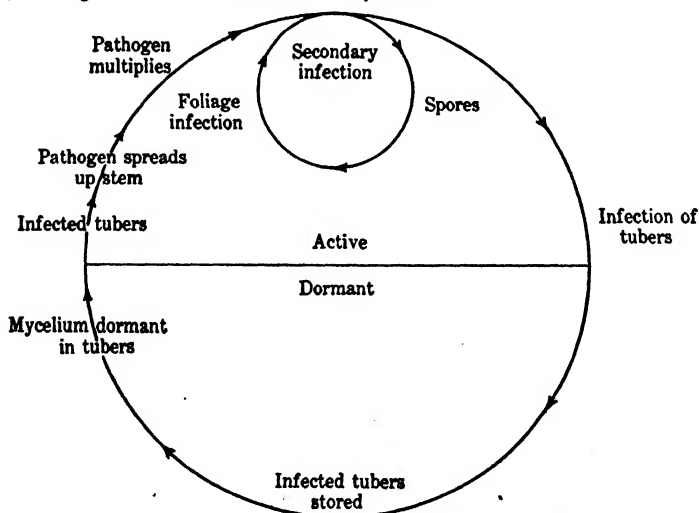 Pathogen
multiplies
Secondary
infection
Foliage
infection
Spores
Pathogen spreads
up stem
Infected tubers
Infection of
tubers
Active
Dormant
Mycelium dormant
in tubers
Infected tubers
stored